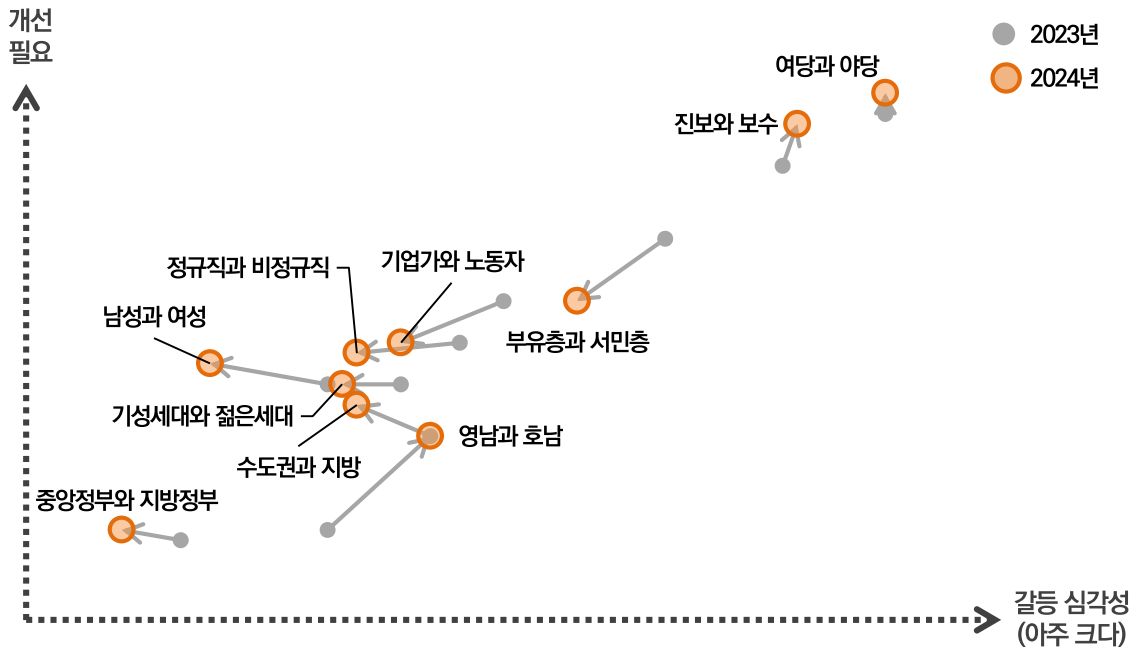 개선
필요
2023년
2024년
여당과 야당
진보와 보수
정규직과 비정규직
기업가와 노동자
남성과 여성
부유층과 서민층
기성세대와 젊은세대
영남과 호남
수도권과 지방
중앙정부와 지방정부
갈등 심각성
(아주 크다)